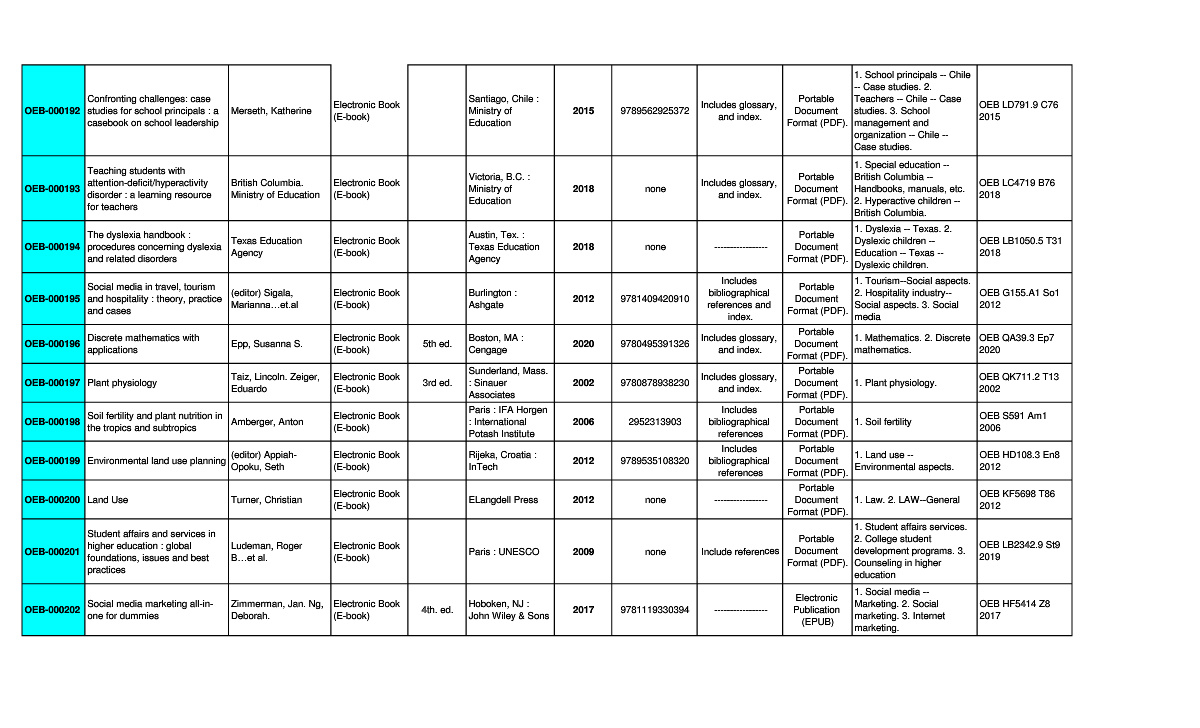 OEB-000192
Confronting challenges: case
studies for school principals : a
casebook on school leadership
Merseth, Katherine
Electronic Book
(E-book)
Santiago, Chile :
Ministry of
Education
2015
9789562925372
Includes glossary,
and index.
Portable
Document
Format (PDF).
1. School principals -- Chile
-- Case studies. 2.
Teachers -- Chile -- Case
studies. 3. School
management and
organization -- Chile --
Case studies.
OEB LD791.9 C76
2015
OEB-000193
Teaching students with
attention-deficit/hyperactivity
disorder : a learning resource
for teachers
British Columbia.
Ministry of Education
Electronic Book
(E-book)
Victoria, B.C. :
Ministry of
Education
2018
none
Includes glossary,
and index.
Portable
Document
Format (PDF).
1. Special education --
British Columbia --
Handbooks, manuals, etc.
2. Hyperactive children --
British Columbia.
OEB LC4719 B76
2018
OEB-000194
The dyslexia handbook :
procedures concerning dyslexia
and related disorders
Texas Education
Agency
Electronic Book
(E-book)
Austin, Tex. :
Texas Education
Agency
2018
none
-----------------
Portable
Document
Format (PDF).
1. Dyslexia -- Texas. 2.
Dyslexic children --
Education -- Texas --
Dyslexic children.
OEB LB1050.5 T31
2018
OEB-000195
Social media in travel, tourism
and hospitality : theory, practice
and cases
(editor) Sigala,
Marianna...et.al
Electronic Book
(E-book)
Burlington :
Ashgate
2012
9781409420910
Includes
bibliographical
references and
index.
Portable
Document
Format (PDF).
1. Tourism--Social aspects.
2. Hospitality industry--
Social aspects. 3. Social
media
OEB G155.A1 So1
2012
OEB-000196
Discrete mathematics with
applications
Epp, Susanna S.
Electronic Book
(E-book)
5th ed.
Boston, MA :
Cengage
2020
9780495391326
Includes glossary,
and index.
Portable
Document
Format (PDF).
1. Mathematics. 2. Discrete
mathematics.
OEB QA39.3 Ep7
2020
OEB-000197
Plant physiology
Taiz, Lincoln. Zeiger,
Eduardo
Electronic Book
(E-book)
3rd ed.
Sunderland, Mass.
: Sinauer
Associates
2002
9780878938230
Includes glossary,
and index.
Portable
Document
Format (PDF).
1. Plant physiology.
OEB QK711.2 T13
2002
OEB-000198
Soil fertility and plant nutrition in
the tropics and subtropics
Amberger, Anton
Electronic Book
(E-book)
Paris : IFA Horgen
: International
Potash Institute
2006
2952313903
Includes
bibliographical
references
Portable
Document
Format (PDF).
1. Soil fertility
OEB S591 Am1
2006
OEB-000199
Environmental land use planning
(editor) Appiah-
Opoku, Seth
Electronic Book
(E-book)
Rijeka, Croatia :
InTech
2012
9789535108320
Includes
bibliographical
references
Portable
Document
Format (PDF).
1. Land use --
Environmental aspects.
OEB HD108.3 En8
2012
OEB-000200
Land Use
Turner, Christian
Electronic Book
(E-book)
ELangdell Press
2012
none
-----------------
Portable
Document
Format (PDF).
1. Law. 2. LAW--General
OEB KF5698 T86
2012
OEB-000201
Student affairs and services in
higher education : global
foundations, issues and best
practices
Ludeman, Roger
B...et al.
Electronic Book
(E-book)
Paris : UNESCO
2009
none
Include references
Portable
Document
Format (PDF).
1. Student affairs services.
2. College student
development programs. 3.
Counseling in higher
education
OEB LB2342.9 St9
2019
OEB-000202
Social media marketing all-in-
one for dummies
Zimmerman, Jan. Ng,
Deborah.
Electronic Book
(E-book)
4th. ed.
Hoboken, NJ :
John Wiley & Sons
2017
9781119330394
-----------------
Electronic
Publication
(EPUB)
1. Social media --
Marketing. 2. Social
marketing. 3. Internet
marketing.
OEB HF5414 Z8
2017